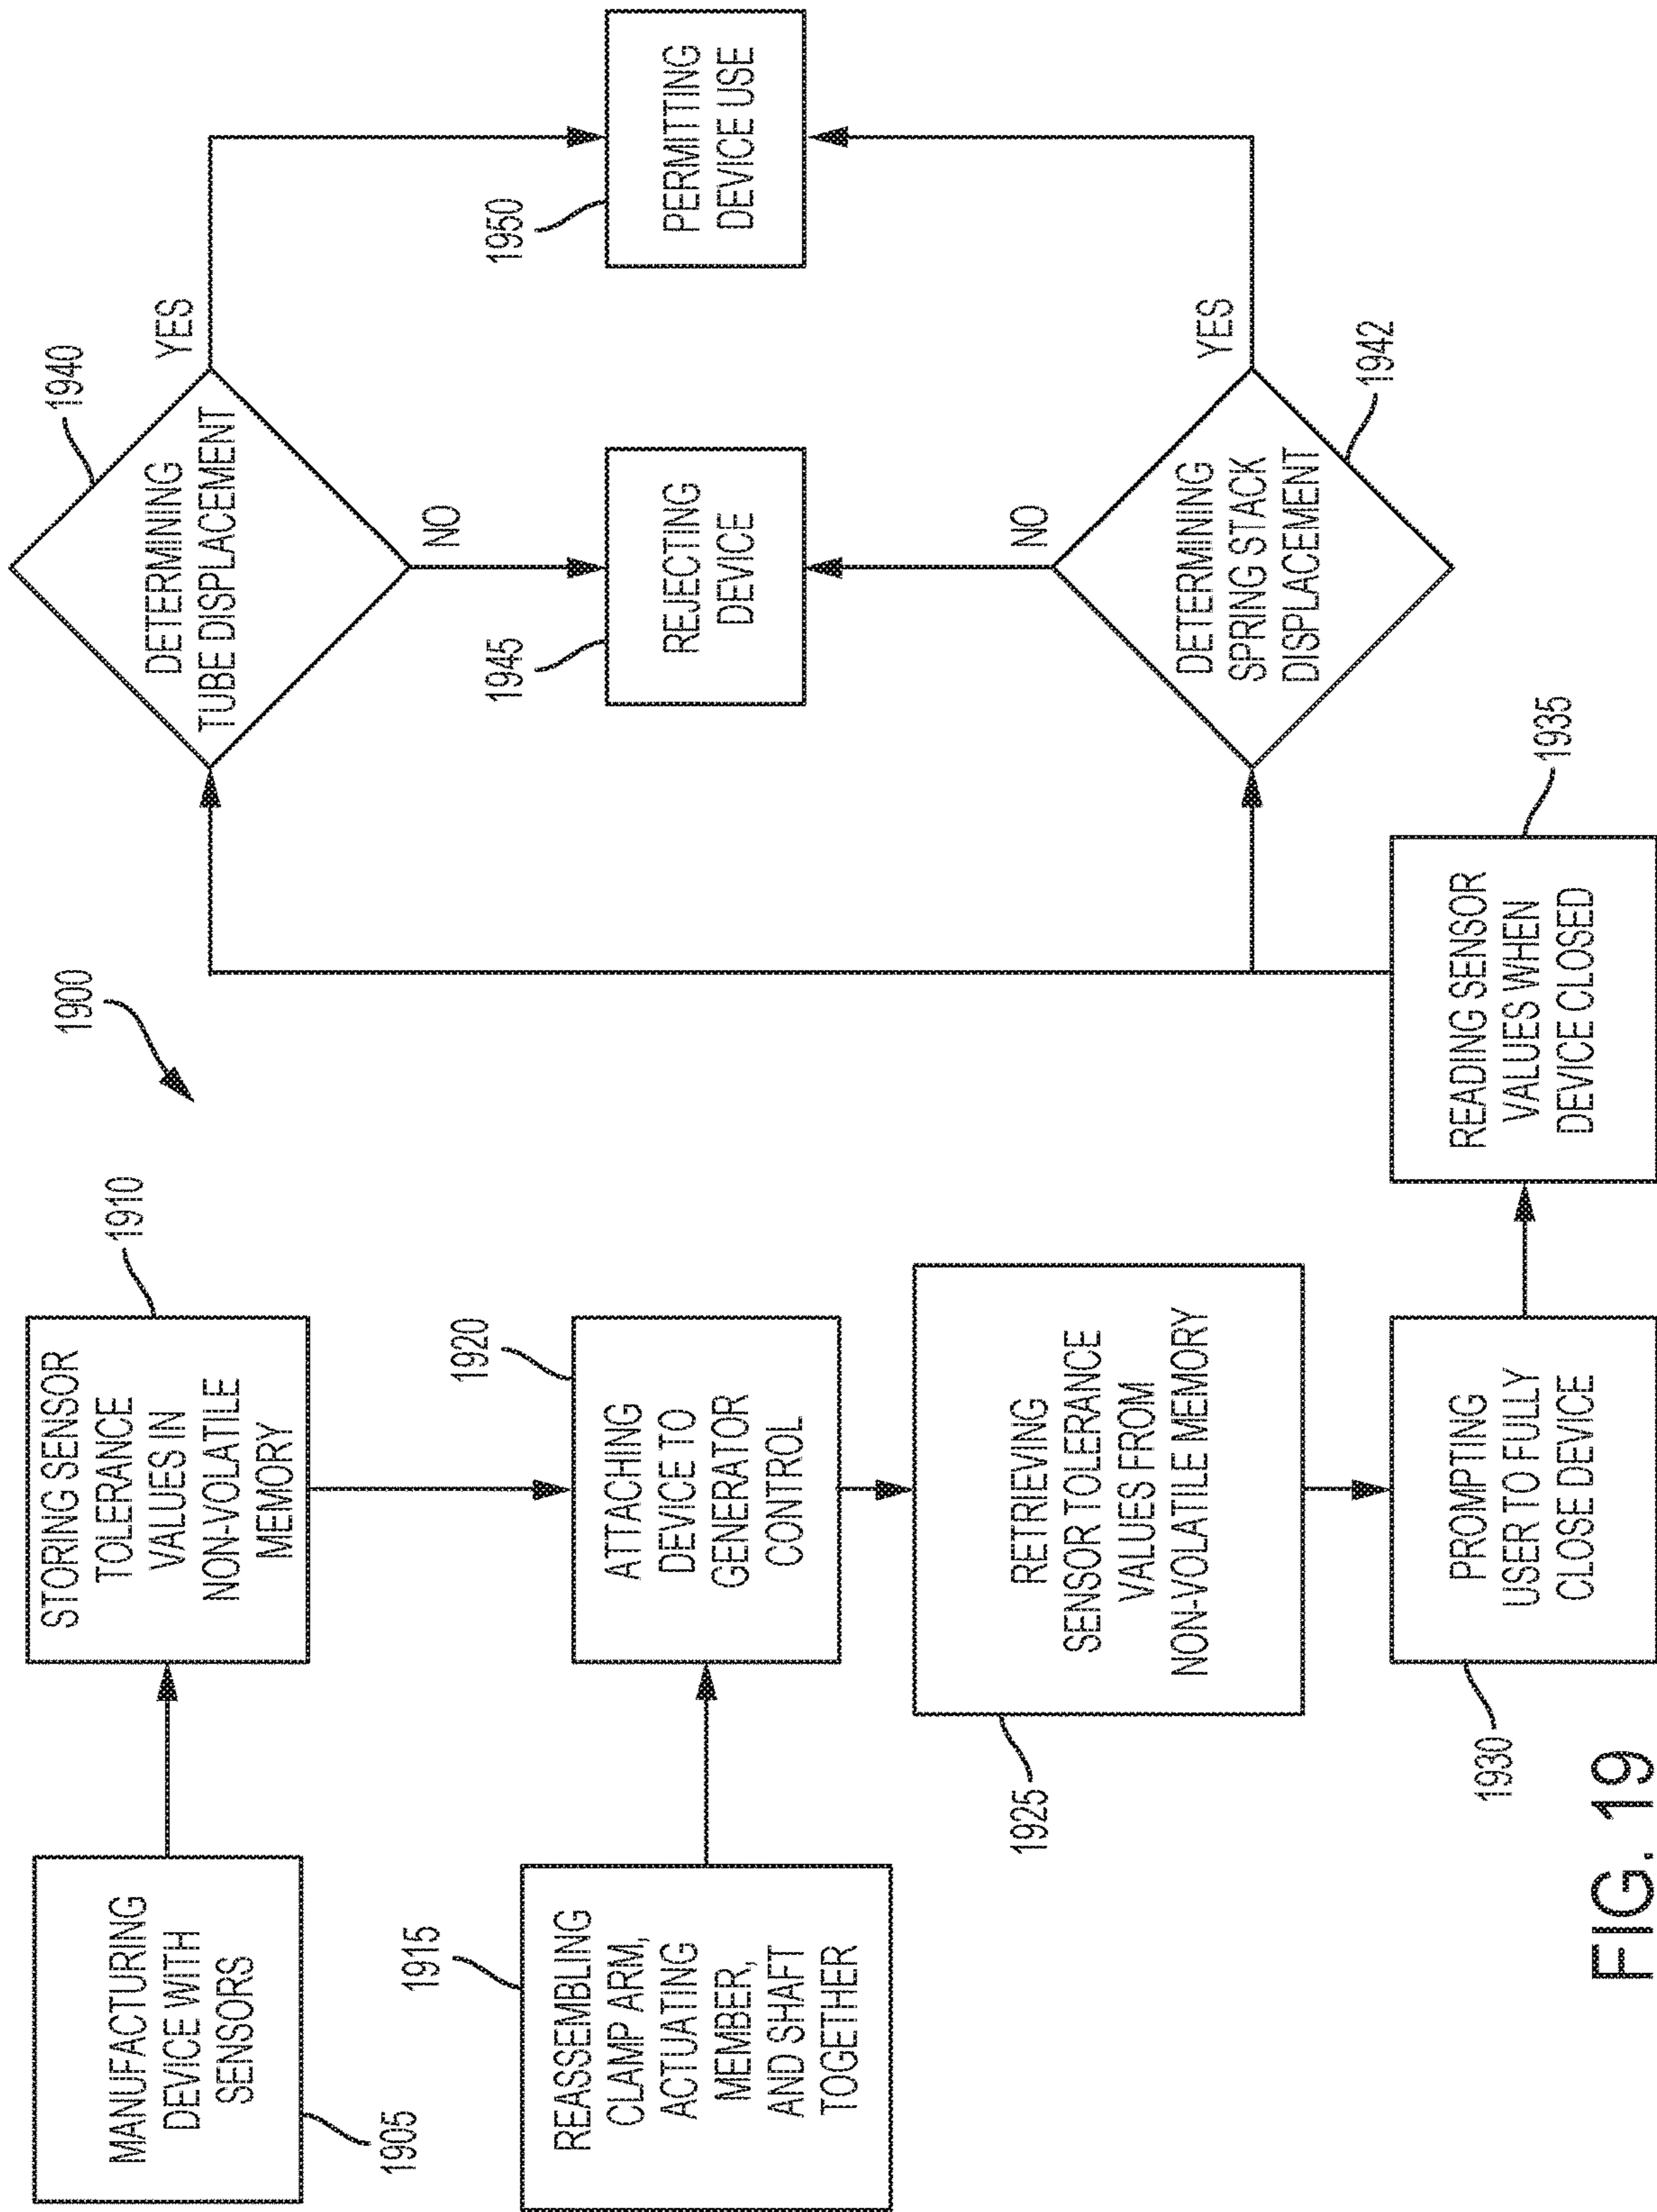 1900
MANUFACTURING
DEVICE WITH
SENSORS
1905
STORING SENSOR
TOLERANCE
VALUES IN
NON-VOLATILE
MEMORY
1910
REASSEMBLING
CLAMP ARM,
ACTUATING
MEMBER,
AND SHAFT
TOGETHER
1915
ATTACHING
DEVICE TO
GENERATOR
CONTROL
1920
RETRIEVING
SENSOR TOLERANCE
VALUES FROM
NON-VOLATILE MEMORY
1925
PROMPTING
USER TO FULLY
CLOSE DEVICE
1930
READING SENSOR
VALUES WHEN
DEVICE CLOSED
1935
DETERMINING
TUBE DISPLACEMENT
1940
YES
NO
REJECTING
DEVICE
1945
PERMITTING
DEVICE USE
1950
DETERMINING
SPRING STACK
DISPLACEMENT
1942
NO
YES
FIG. 19